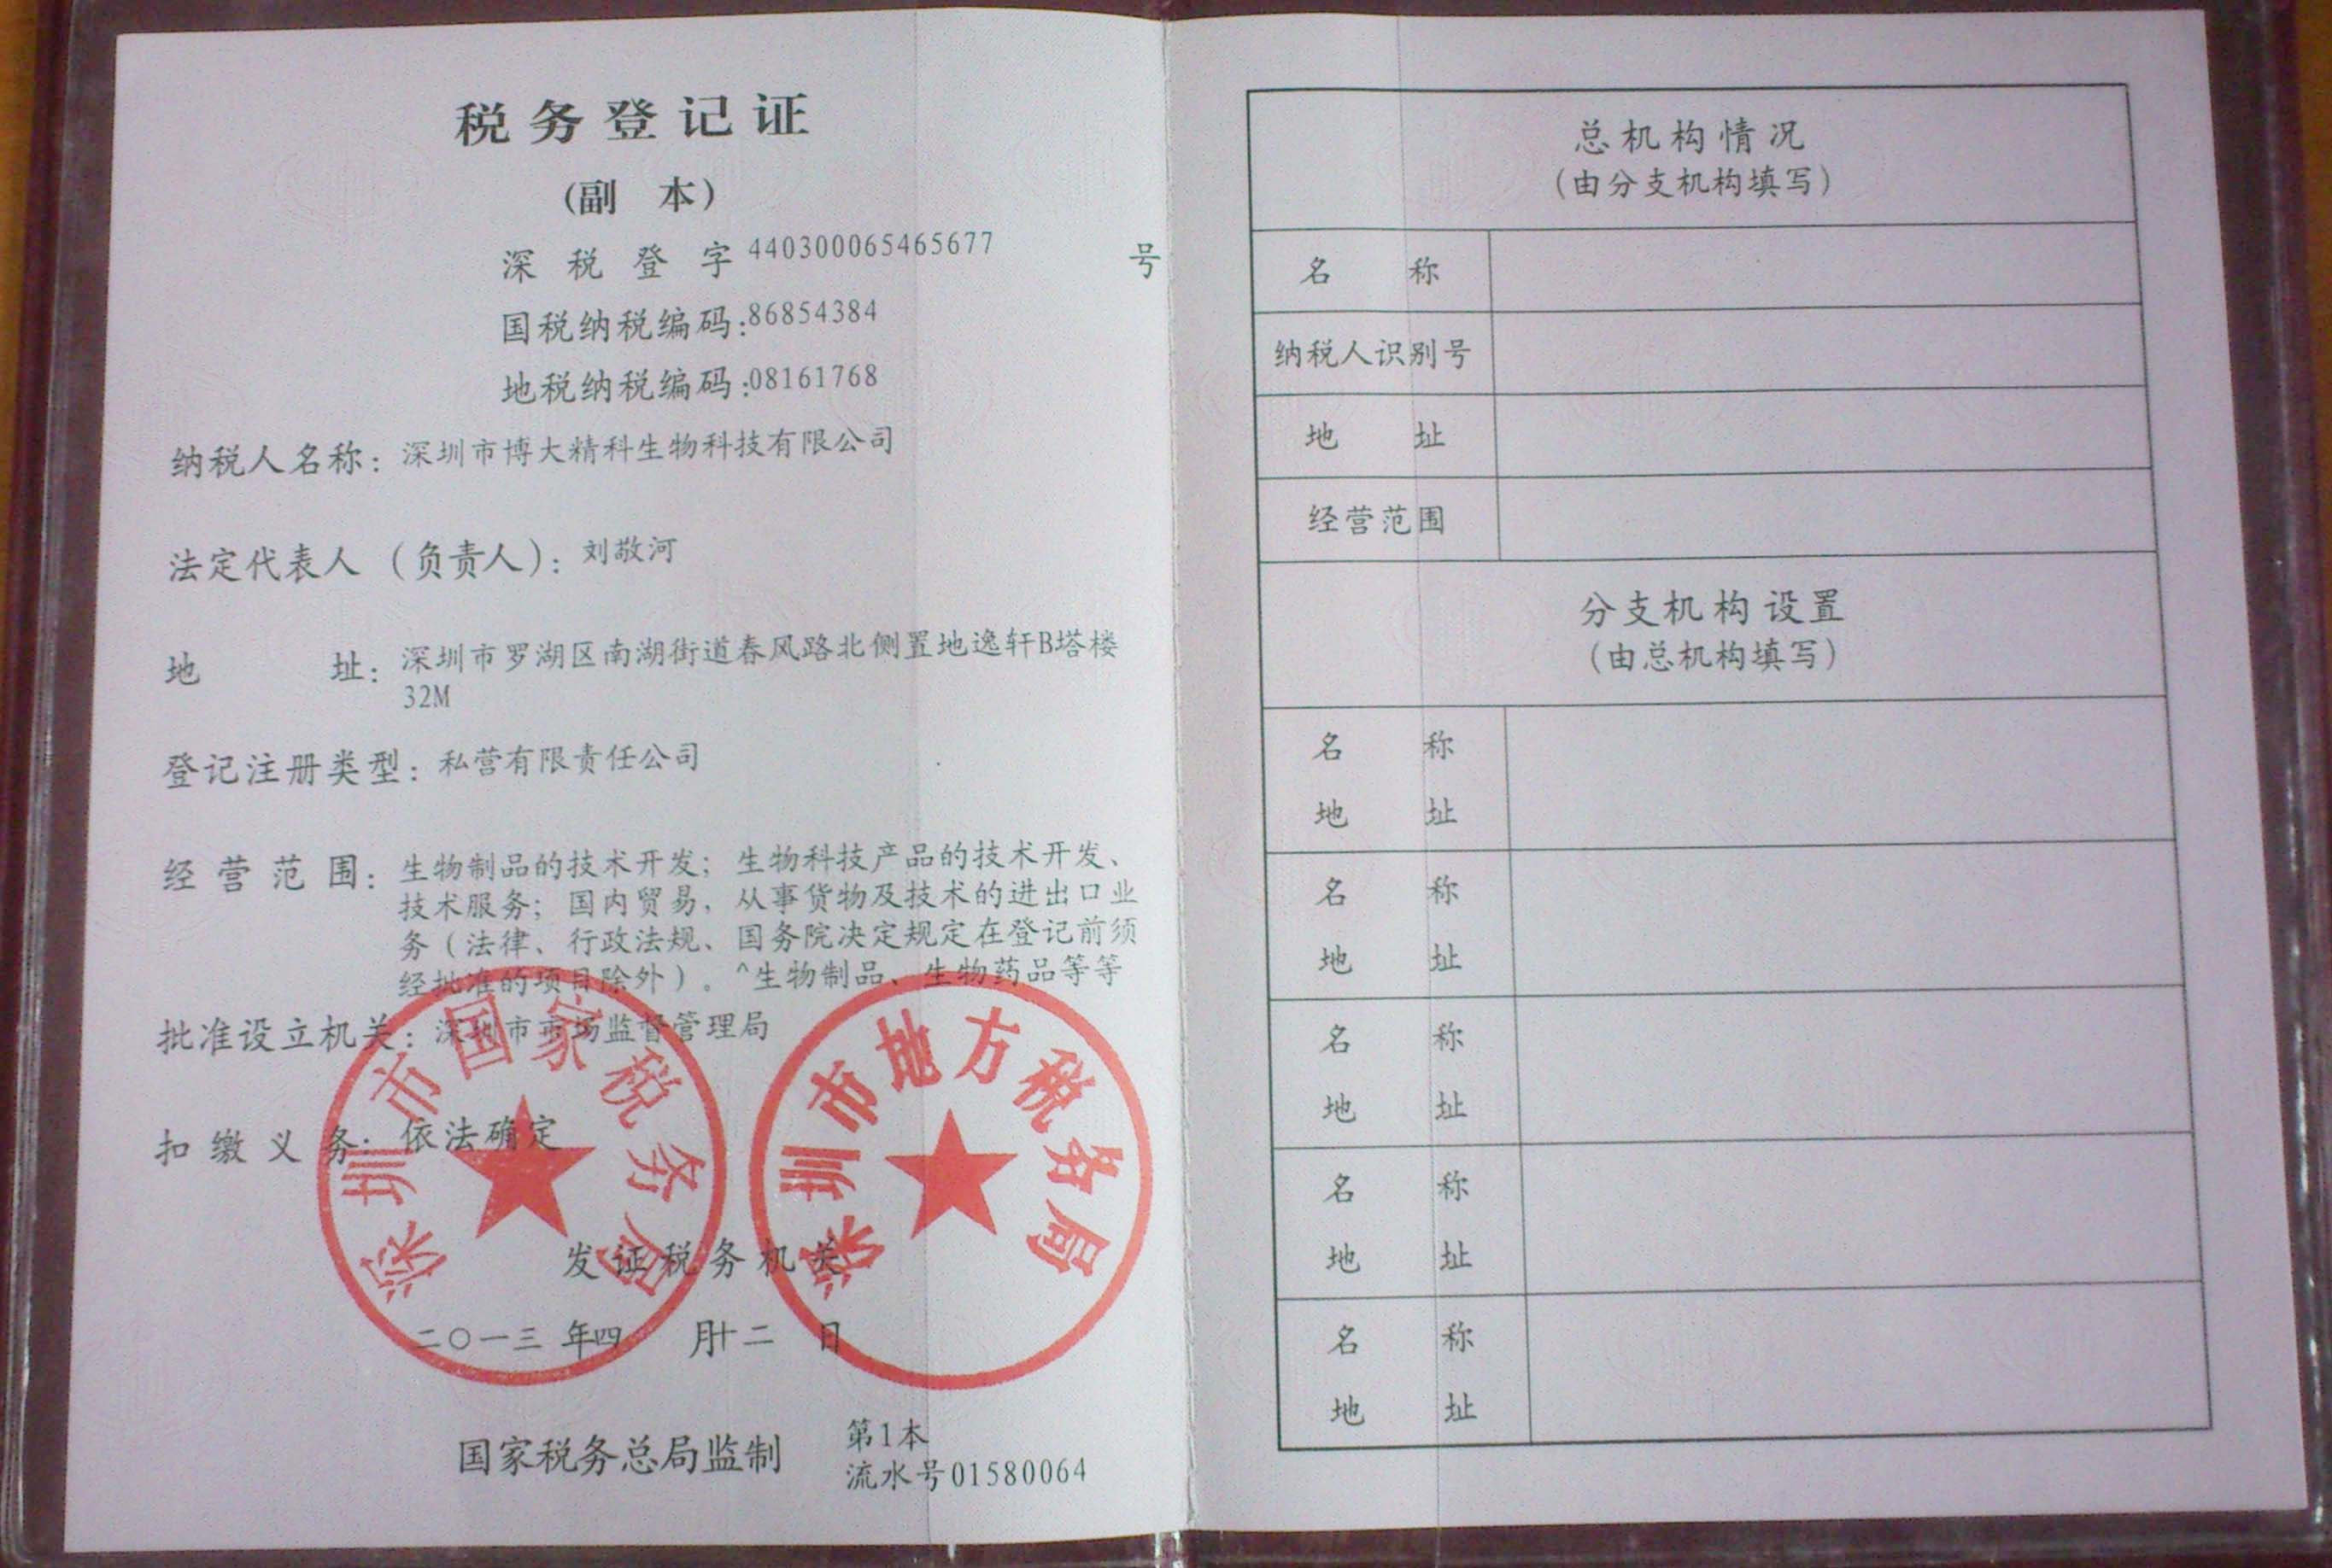 税务登记证
(副 本)
深税登字440300065465677 号
国税纳税编码:86854384
地税纳税编码:08161768
纳税人名称：深圳市博大精科生物科技有限公司
法定代表人（负责人）：刘敬河
地 址：深圳市罗湖区南湖街道春风路北侧置地逸轩B塔楼
32M
登记注册类型：私营有限责任公司
经营范围：生物制品的技术开发；生物科技产品的技术开发、
技术服务；国内贸易，从事货物及技术的进出口业
务（法律、行政法规、国务院决定规定在登记前须
经批准的项目除外）。^生物制品、生物药品等等
批准设立机关：深圳市市场监督管理局
扣缴义务：依法确定
深圳市国家税务局
深圳市地方税务局
发证税务机关
二〇一三 年四 月十二 日
国家税务总局监制
第1本
流水号01580064
总机构情况
(由分支机构填写)
名 称
纳税人识别号
地 址
经营范围
分支机构设置
(由总机构填写)
名 称
地 址
名 称
地 址
名 称
地 址
名 称
地 址
名 称
地 址